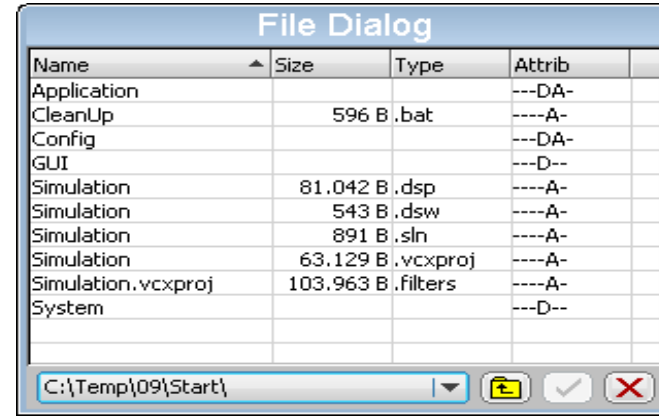 File Dialog
Name Size Type Attrib
Application ---DA-
CleanUp 596 B .bat ----A-
Config ---DA-
GUI ---D--
Simulation 81.042 B .dsp ----A-
Simulation 543 B .dsw ----A-
Simulation 891 B .sln ----A-
Simulation 63.129 B .vcxproj ----A-
Simulation.vcxproj 103.963 B .filters ----A-
System ---D--
C:\Temp\09\Start\